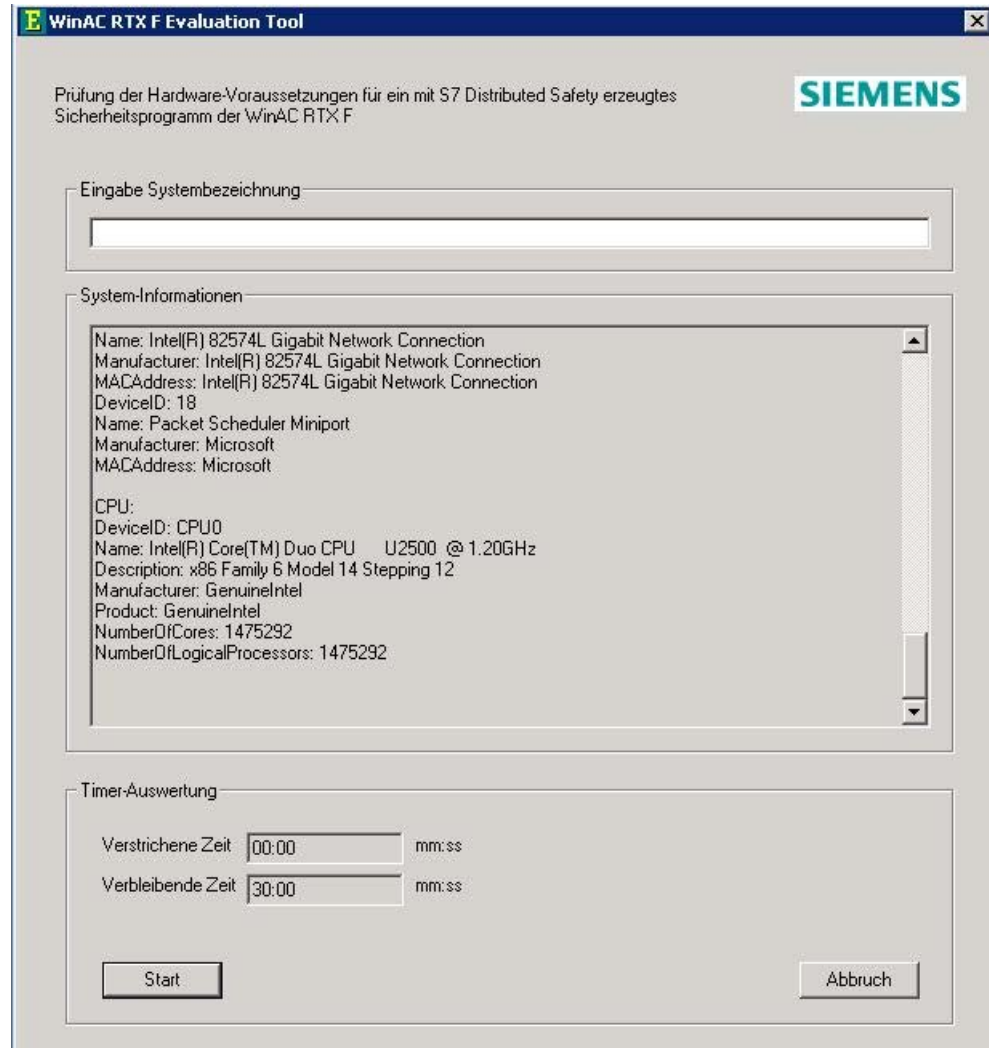 E WinAC RTX F Evaluation Tool
Prüfung der Hardware-Voraussetzungen für ein mit S7 Distributed Safety erzeugtes
Sicherheitsprogramm der WinAC RTX F
SIEMENS
Eingabe Systembezeichnung
System-Informationen
Name: Intel(R) 82574L Gigabit Network Connection
Manufacturer: Intel(R) 82574L Gigabit Network Connection
MACAddress: Intel(R) 82574L Gigabit Network Connection
DeviceID: 18
Name: Packet Scheduler Miniport
Manufacturer: Microsoft
MACAddress: Microsoft
CPU:
DeviceID: CPU0
Name: Intel(R) Core(TM) Duo CPU U2500 @ 1.20GHz
Description: x86 Family 6 Model 14 Stepping 12
Manufacturer: GenuineIntel
Product: GenuineIntel
NumberOfCores: 1475292
NumberOfLogicalProcessors: 1475292
Timer-Auswertung
Verstrichene Zeit 00:00 mm:ss
Verbleibende Zeit 30:00 mm:ss
Start Abbruch